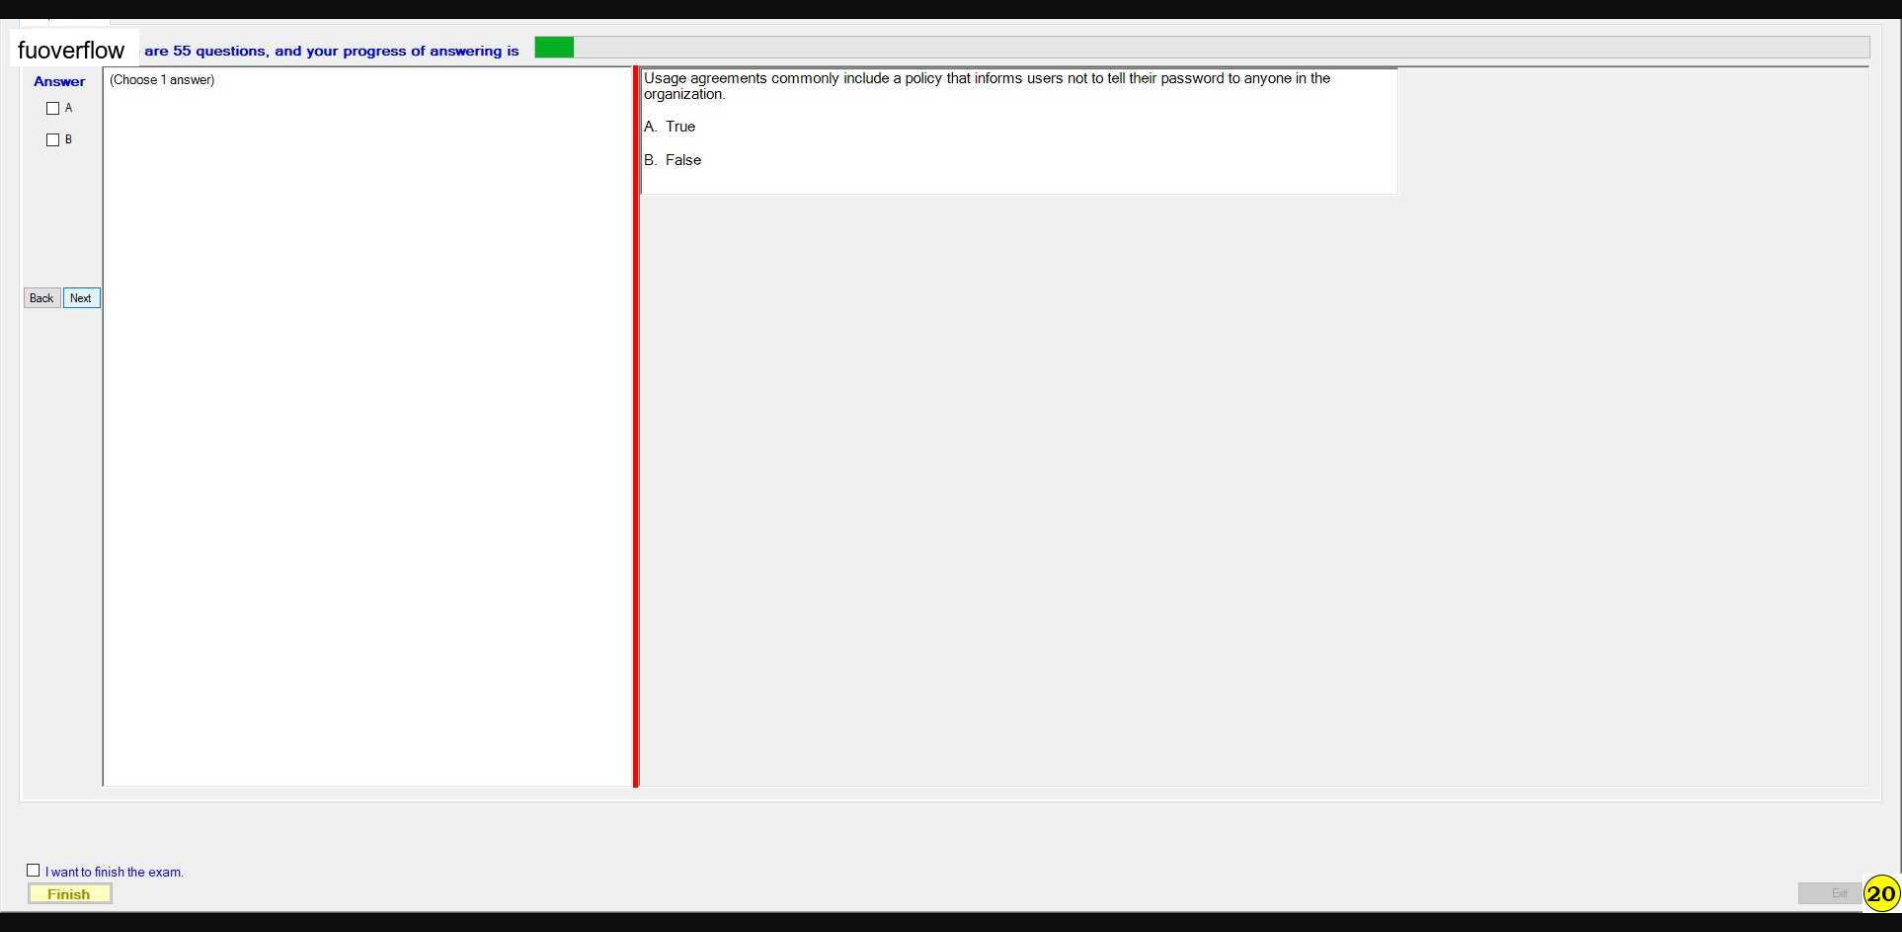 fuoverflow are 55 questions, and your progress of answering is
Answer
(Choose 1 answer)
A
B
Back Next
Usage agreements commonly include a policy that informs users not to tell their password to anyone in the
organization.
A. True
B. False
I want to finish the exam.
Finish
Exit
20